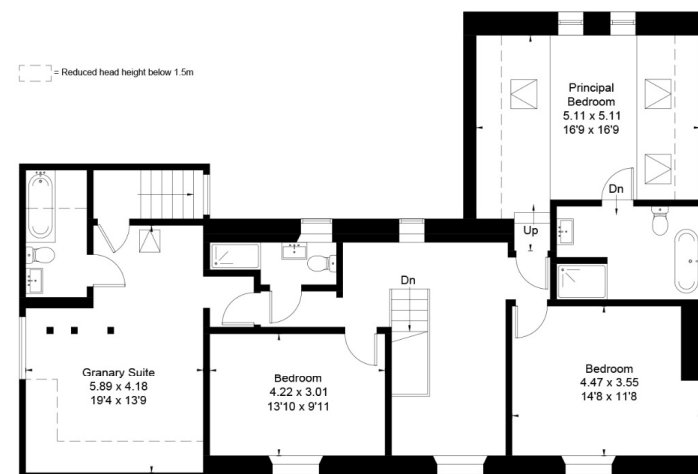 = Reduced head height below 1.5m
Principal
Bedroom
5.11 x 5.11
16'9 x 16'9
Dn
Up
Dn
Granary Suite
5.89 x 4.18
19'4 x 13'9
Bedroom
4.22 x 3.01
13'10 x 9'11
Bedroom
4.47 x 3.55
14'8 x 11'8